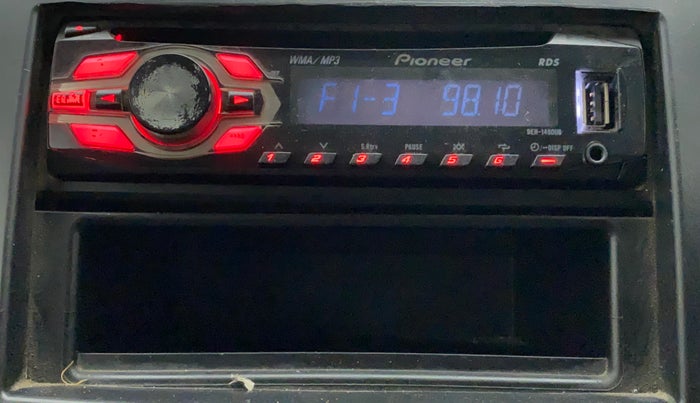 WMA/MP3 Pioneer RDS
F1-3 98.10
DEH-1490UB
S.Rtrv PAUSE DISP OFF
1 2 3 4 5 6